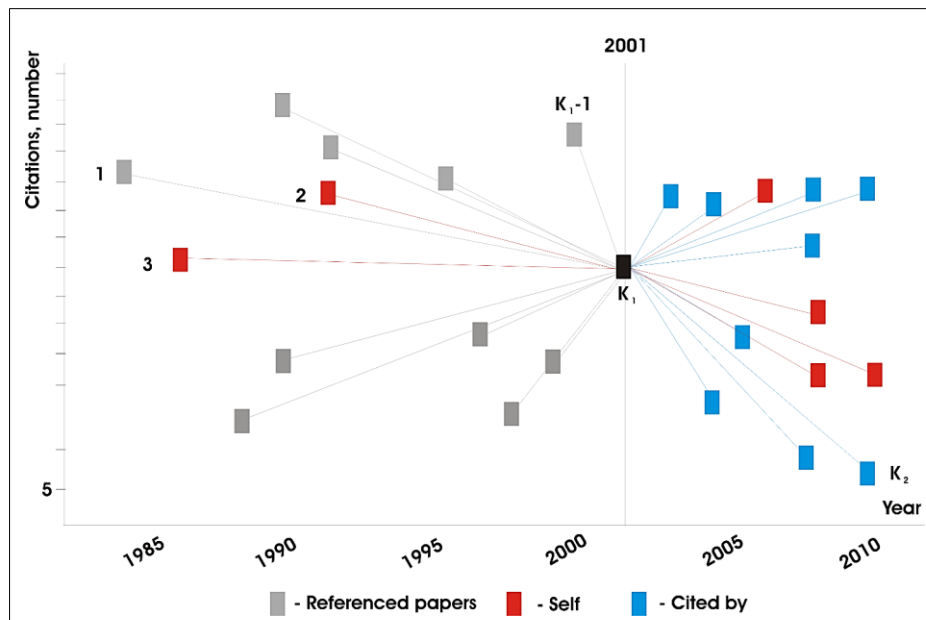 2001
Citations, number
K₁-1
1
2
3
K₁
5
K₂
Year
1985
1990
1995
2000
2005
2010
- Referenced papers
- Self
- Cited by